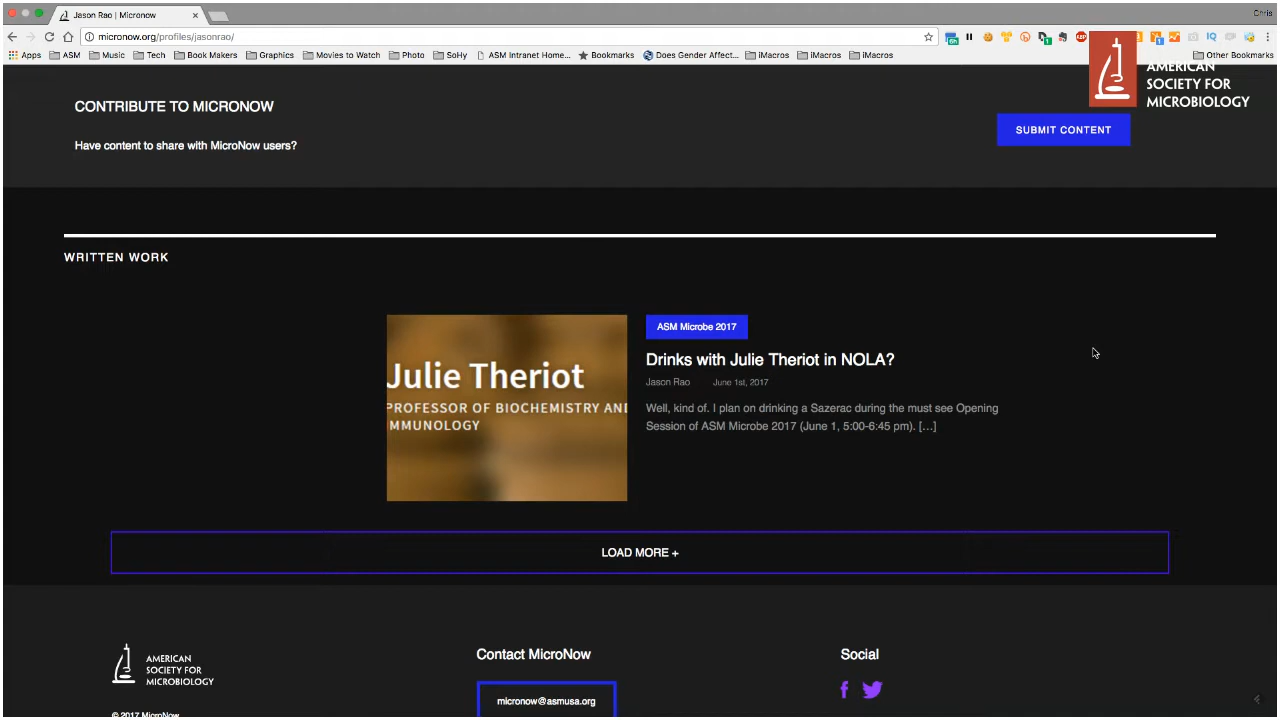 Jason Rao | Micronow
Chris
micronow.org/profiles/jasonrao/
Apps ASM Music Tech Book Makers Graphics Movies to Watch Photo SoHy ASM Intranet Home... Bookmarks Does Gender Affect... iMacros iMacros iMacros Other Bookmarks
AMERICAN
SOCIETY FOR
MICROBIOLOGY
CONTRIBUTE TO MICRONOW
Have content to share with MicroNow users?
SUBMIT CONTENT
WRITTEN WORK
Julie Theriot
PROFESSOR OF BIOCHEMISTRY AND
MMUNOLOGY
ASM Microbe 2017
Drinks with Julie Theriot in NOLA?
Jason Rao June 1st, 2017
Well, kind of. I plan on drinking a Sazerac during the must see Opening
Session of ASM Microbe 2017 (June 1, 5:00-6:45 pm). [...]
LOAD MORE +
AMERICAN
SOCIETY FOR
MICROBIOLOGY
© 2017 MicroNow
Contact MicroNow
micronow@asmusa.org
Social